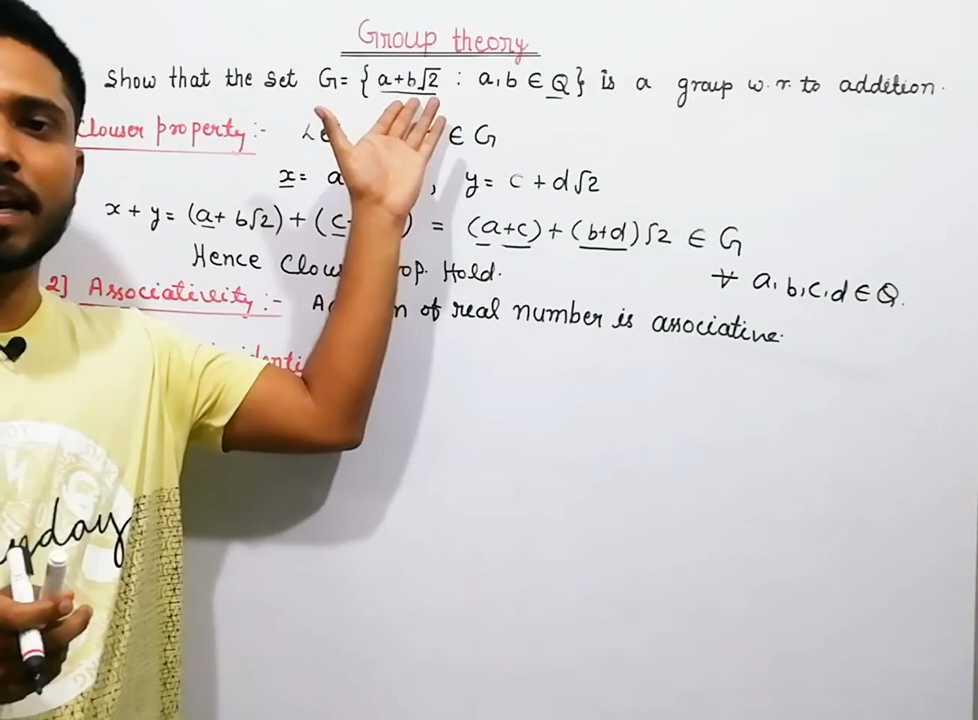 Group theory
Show that the set G = { a+b√2 : a, b ∈ Q } is a group w.r. to addition.
Clouser property :- ∈ G
x = a , y = c + d√2
x + y = (a + b√2) + (c ) = (a+c) + (b+d) √2 ∈ G
Hence Hold. ∀ a, b, c, d ∈ Q.
2] Associativity :- of real number is associative.